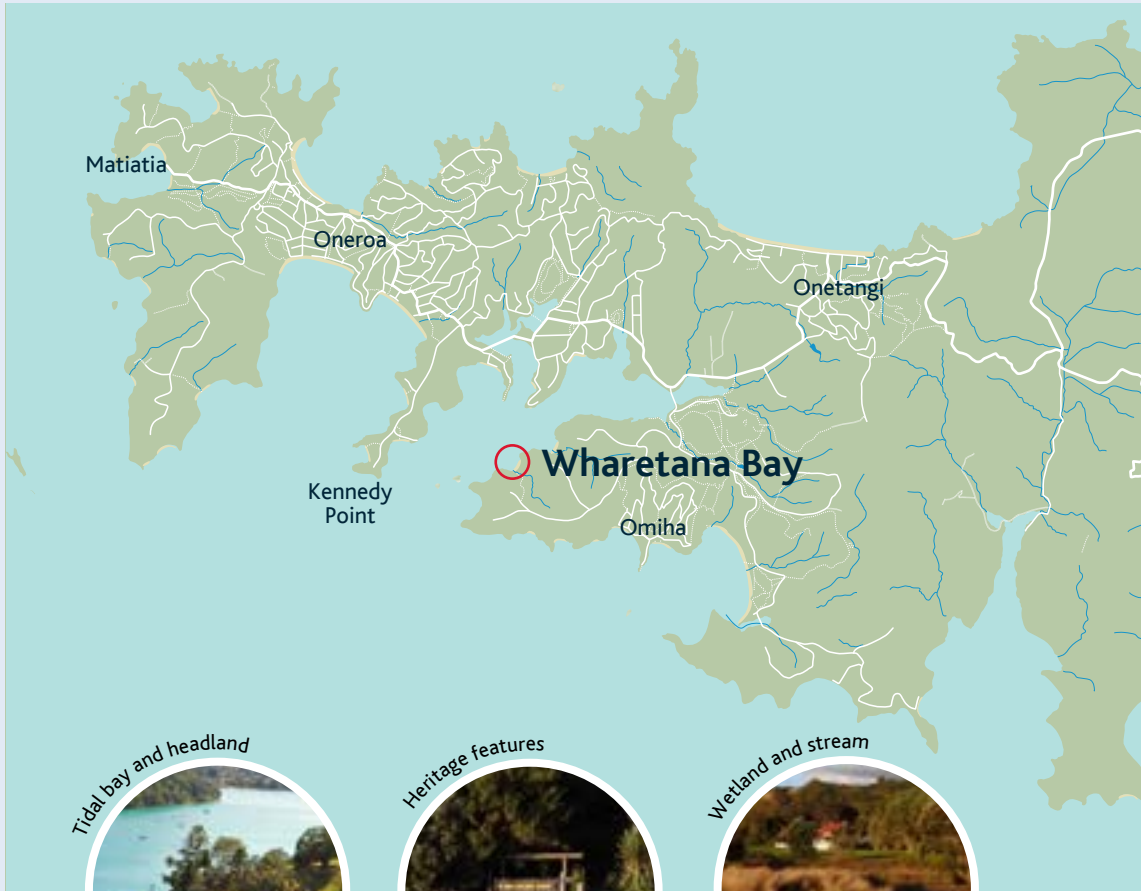 Matiatia
Oneroa
Onetangi
Wharetana Bay
Kennedy
Point
Omiha
Tidal bay and headland
Heritage features
Wetland and stream